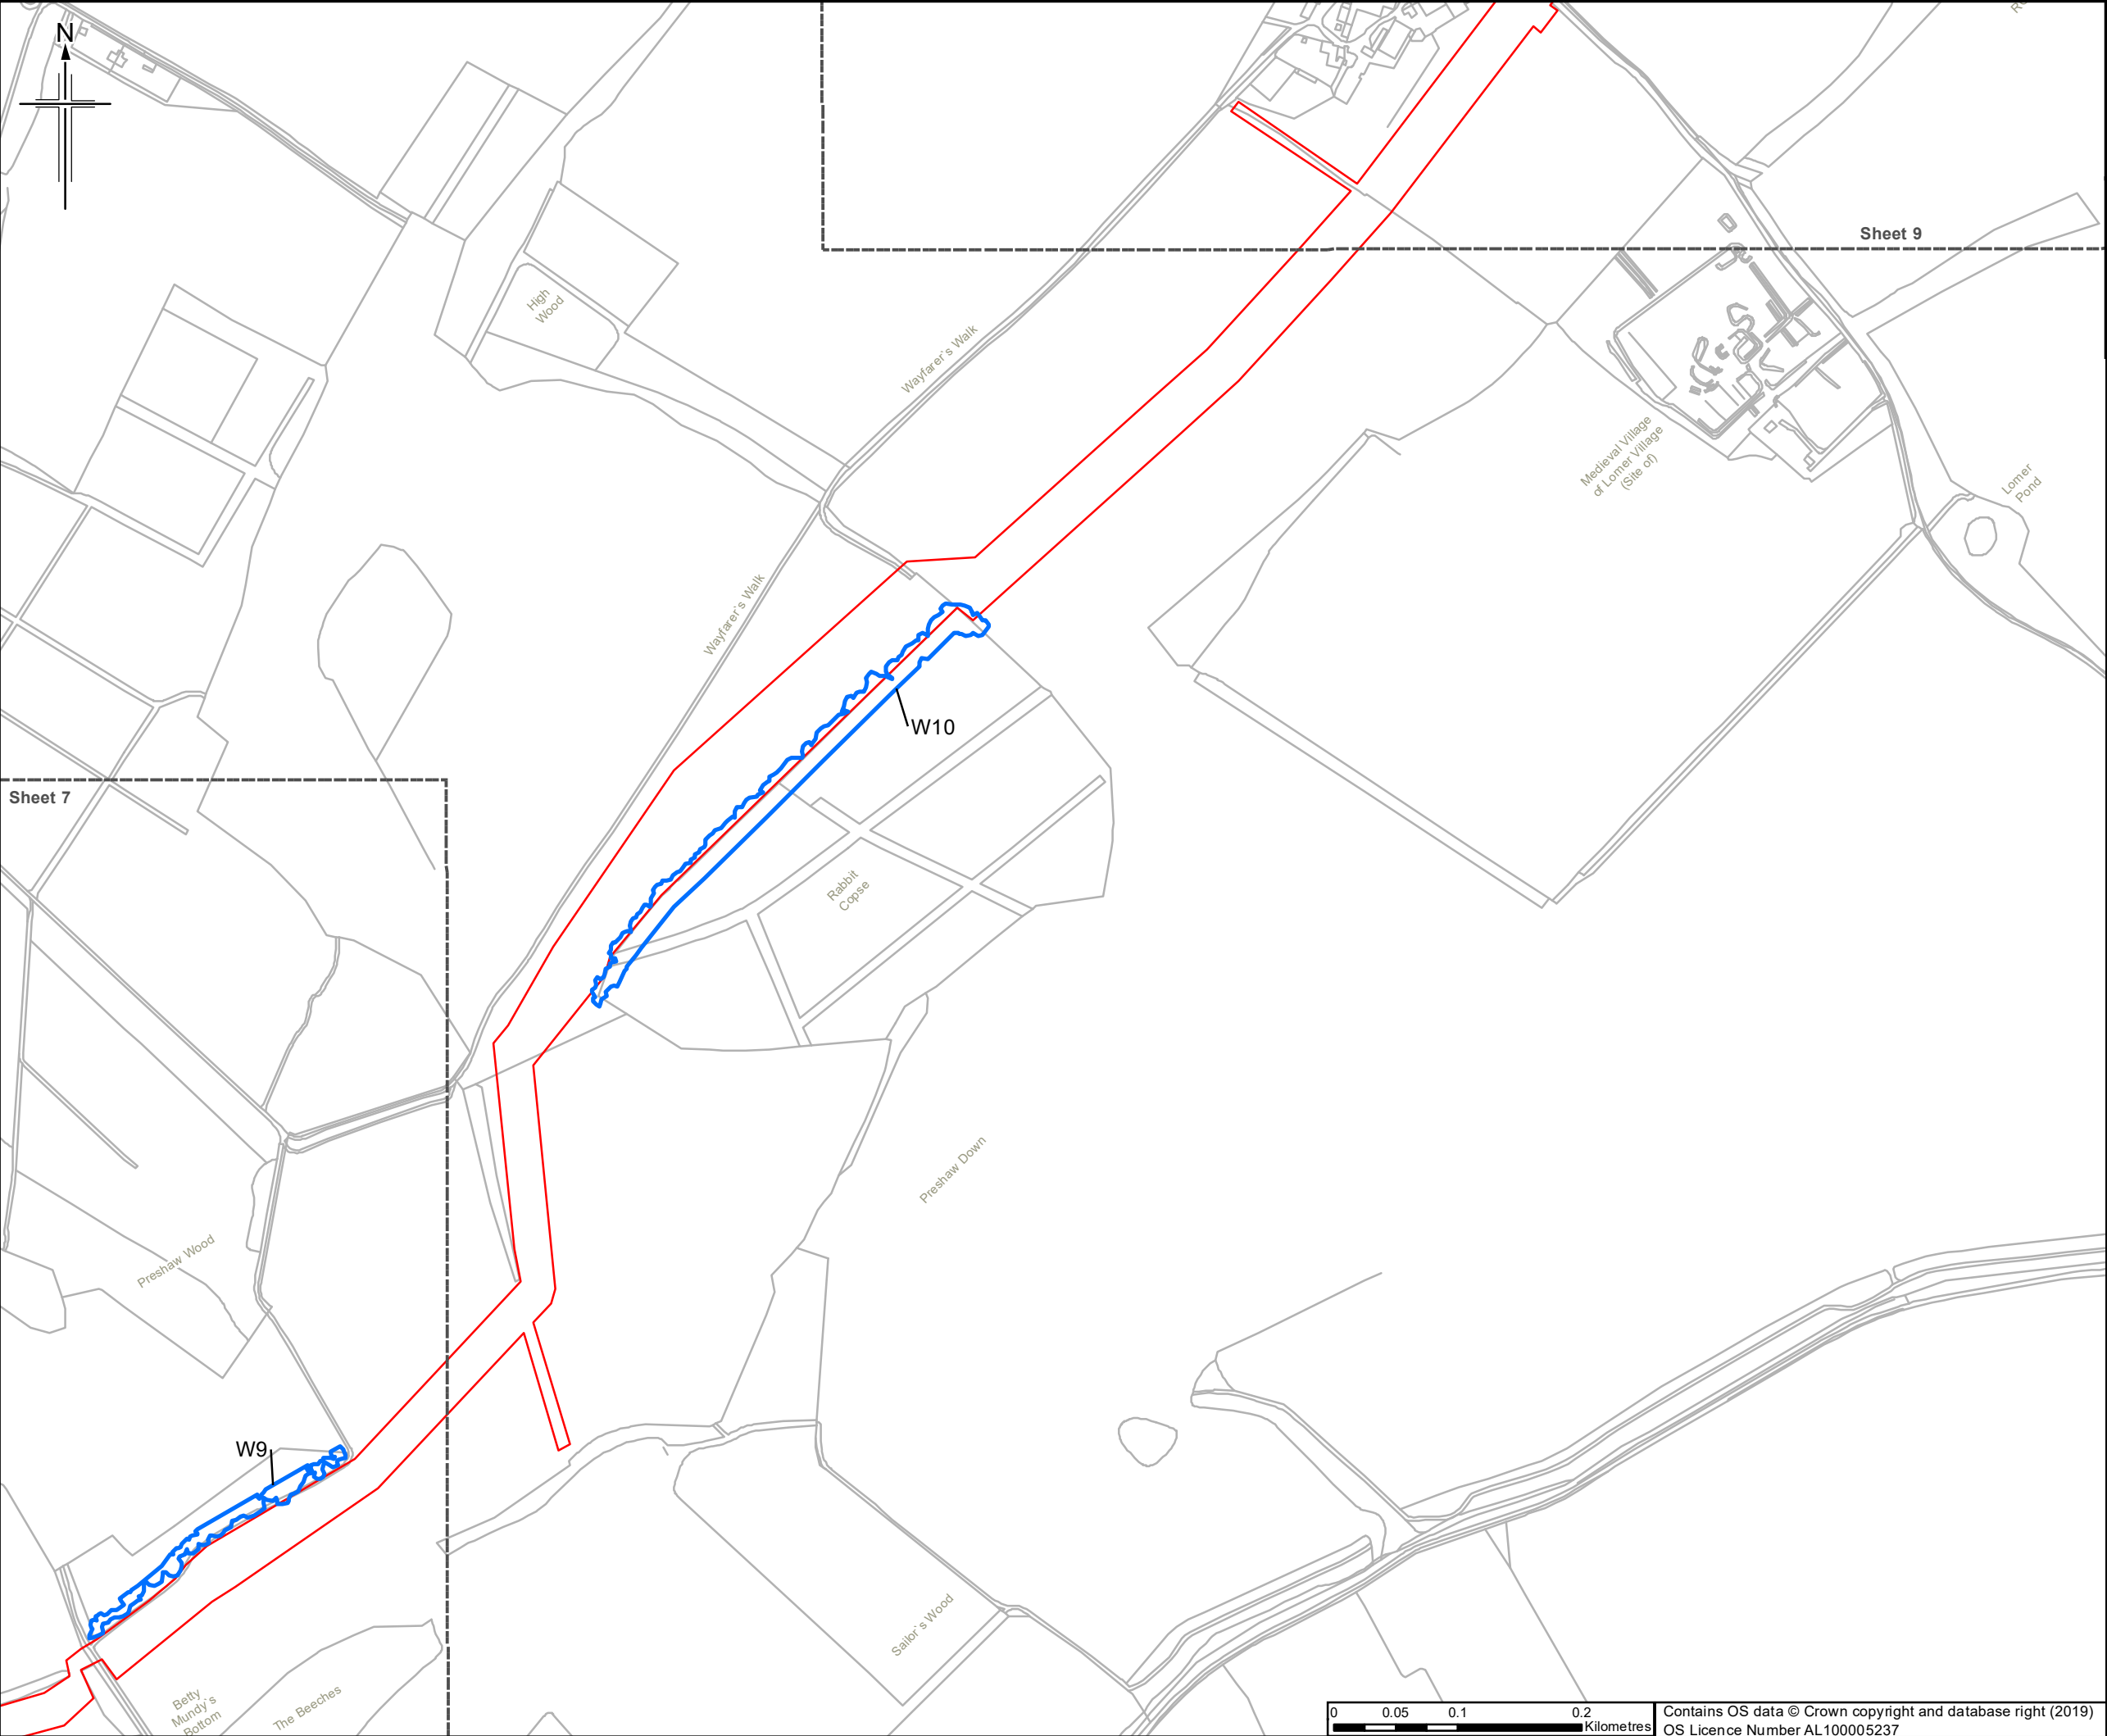 N
Sheet 9
High
Wood
Wayfarer's Walk
Medieval Village
of Lomer Village
(Site of)
Lomer
Pond
Wayfarer's Walk
W10
Sheet 7
Rabbit
Copse
Preshaw Down
Preshaw Wood
W9
Sailor's Wood
Betty
Mundy's
Bottom
The Beeches
0 0.05 0.1 0.2
Kilometres
Contains OS data © Crown copyright and database right (2019)
OS Licence Number AL100005237